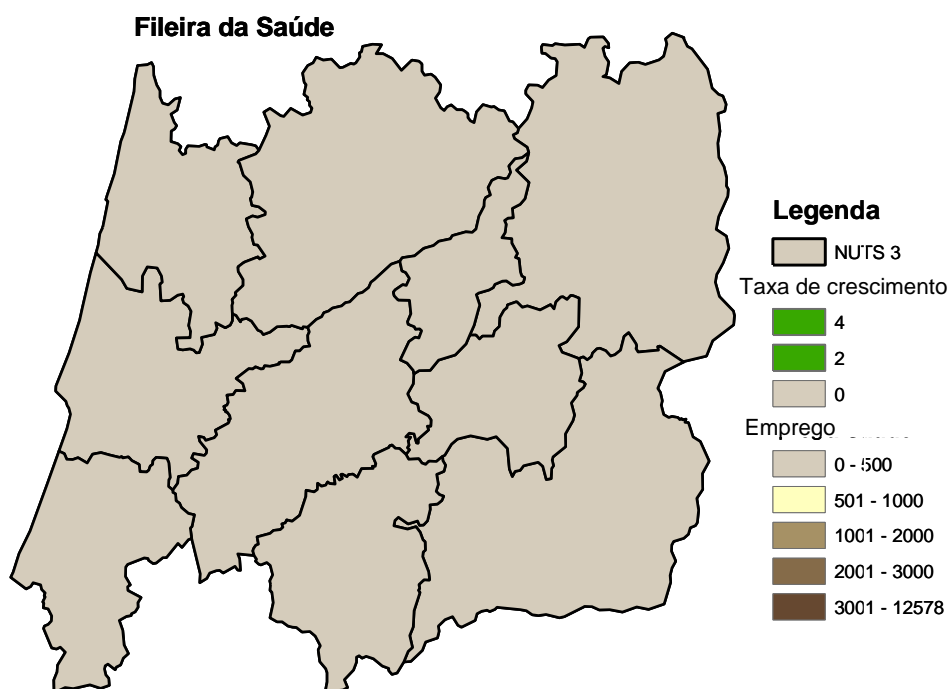 Fileira da Saúde
Legenda
NUTS 3
Taxa de crescimento
4
2
0
Emprego
0 - 500
501 - 1000
1001 - 2000
2001 - 3000
3001 - 12578